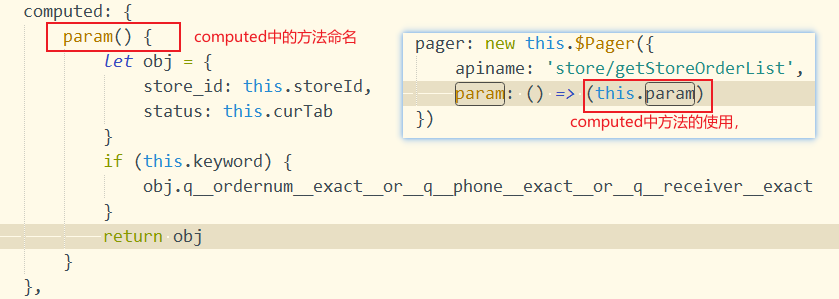 computed: {
param() {
computed中的方法命名
let obj = {
store_id: this.storeId,
status: this.curTab
}
if (this.keyword) {
obj.q__ordernum__exact__or__q__phone__exact__or__q__receiver__exact
}
return obj
}
},
pager: new this.$Pager({
apiname: 'store/getStoreOrderList',
param: () => (this.param)
computed中方法的使用,
})